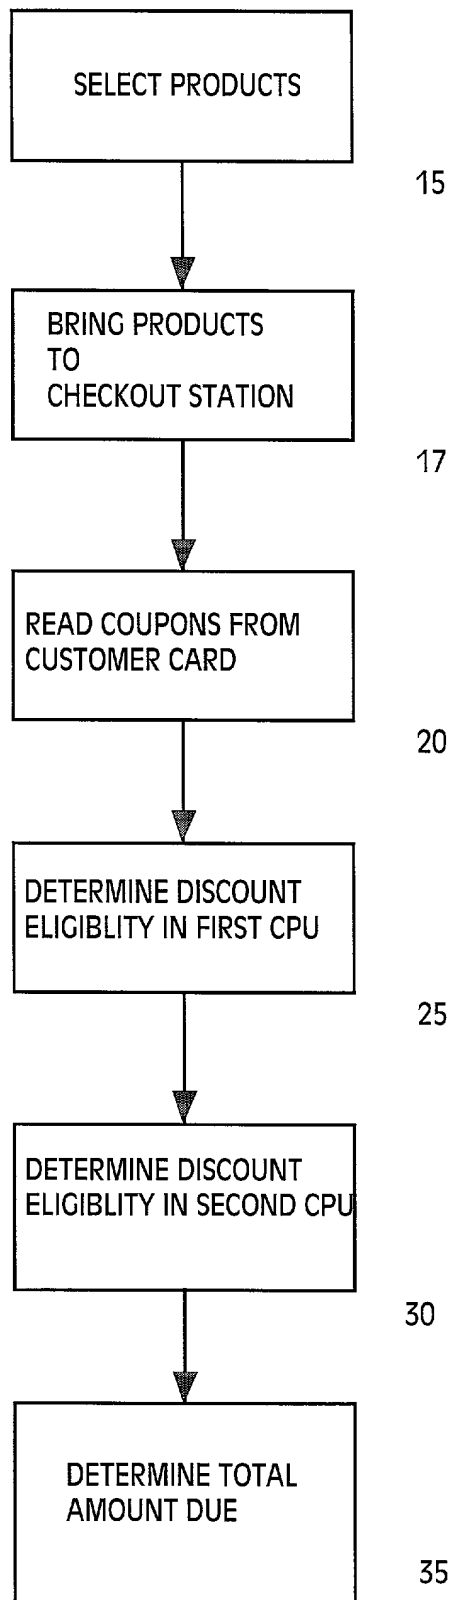 SELECT PRODUCTS
15
BRING PRODUCTS
TO
CHECKOUT STATION
17
READ COUPONS FROM
CUSTOMER CARD
20
DETERMINE DISCOUNT
ELIGIBLITY IN FIRST CPU
25
DETERMINE DISCOUNT
ELIGIBLITY IN SECOND CPU
30
DETERMINE TOTAL
AMOUNT DUE
35